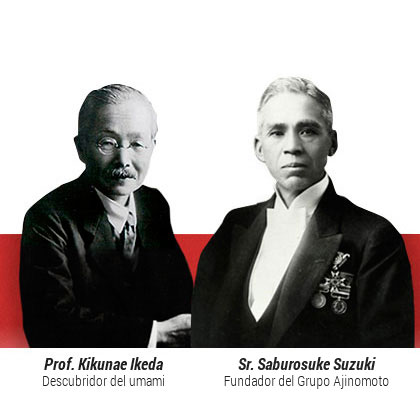 Prof. Kikunae Ikeda
Descubridor del umami
Sr. Saburosuke Suzuki
Fundador del Grupo Ajinomoto